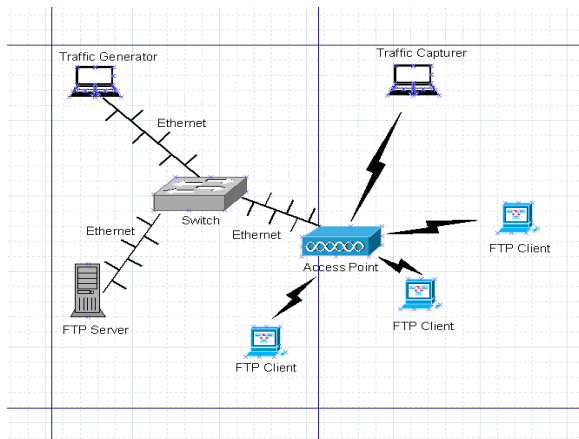 Traffic Generator
Traffic Capturer
Ethernet
Switch
Ethernet
Ethernet
FTP Client
Access Point
FTP Server
FTP Client
FTP Client